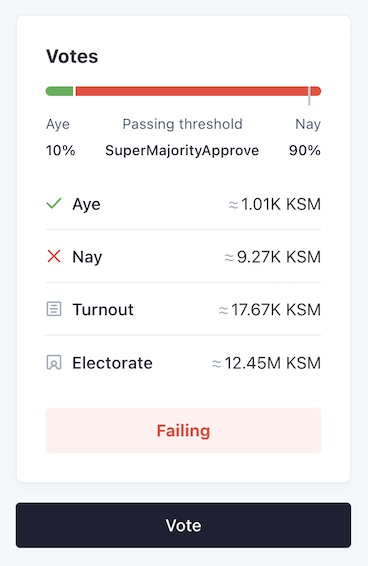 Votes
Aye Passing threshold Nay
10% SuperMajorityApprove 90%
Aye ≈1.01K KSM
Nay ≈9.27K KSM
Turnout ≈17.67K KSM
Electorate ≈12.45M KSM
Failing
Vote